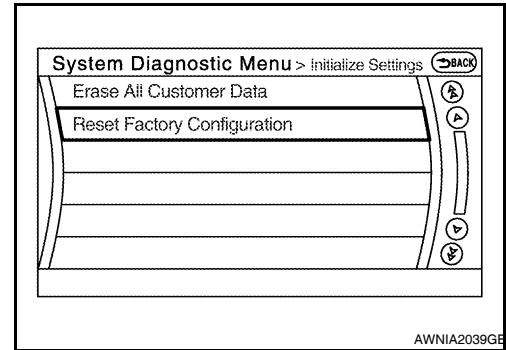 System Diagnostic Menu > Initialize Settings BACK
Erase All Customer Data
Reset Factory Configuration
AWNIA2039GB